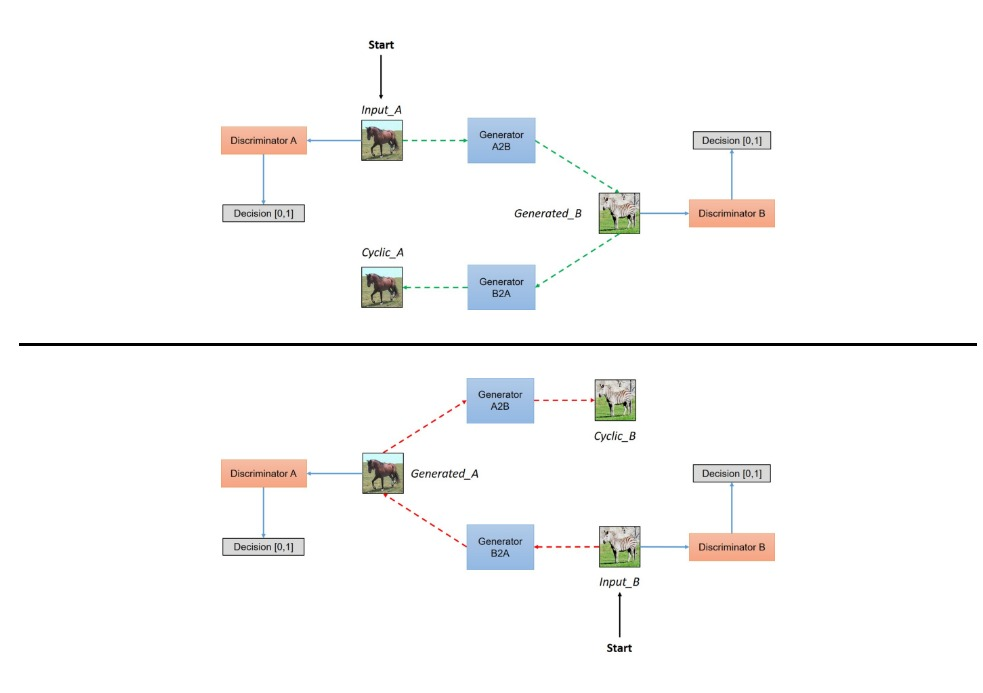 Start
Input_A
Discriminator A
Generator
A2B
Decision [0,1]
Decision [0,1]
Generated_B
Discriminator B
Cyclic_A
Generator
B2A
Generator
A2B
Cyclic_B
Discriminator A
Generated_A
Decision [0,1]
Decision [0,1]
Generator
B2A
Discriminator B
Input_B
Start